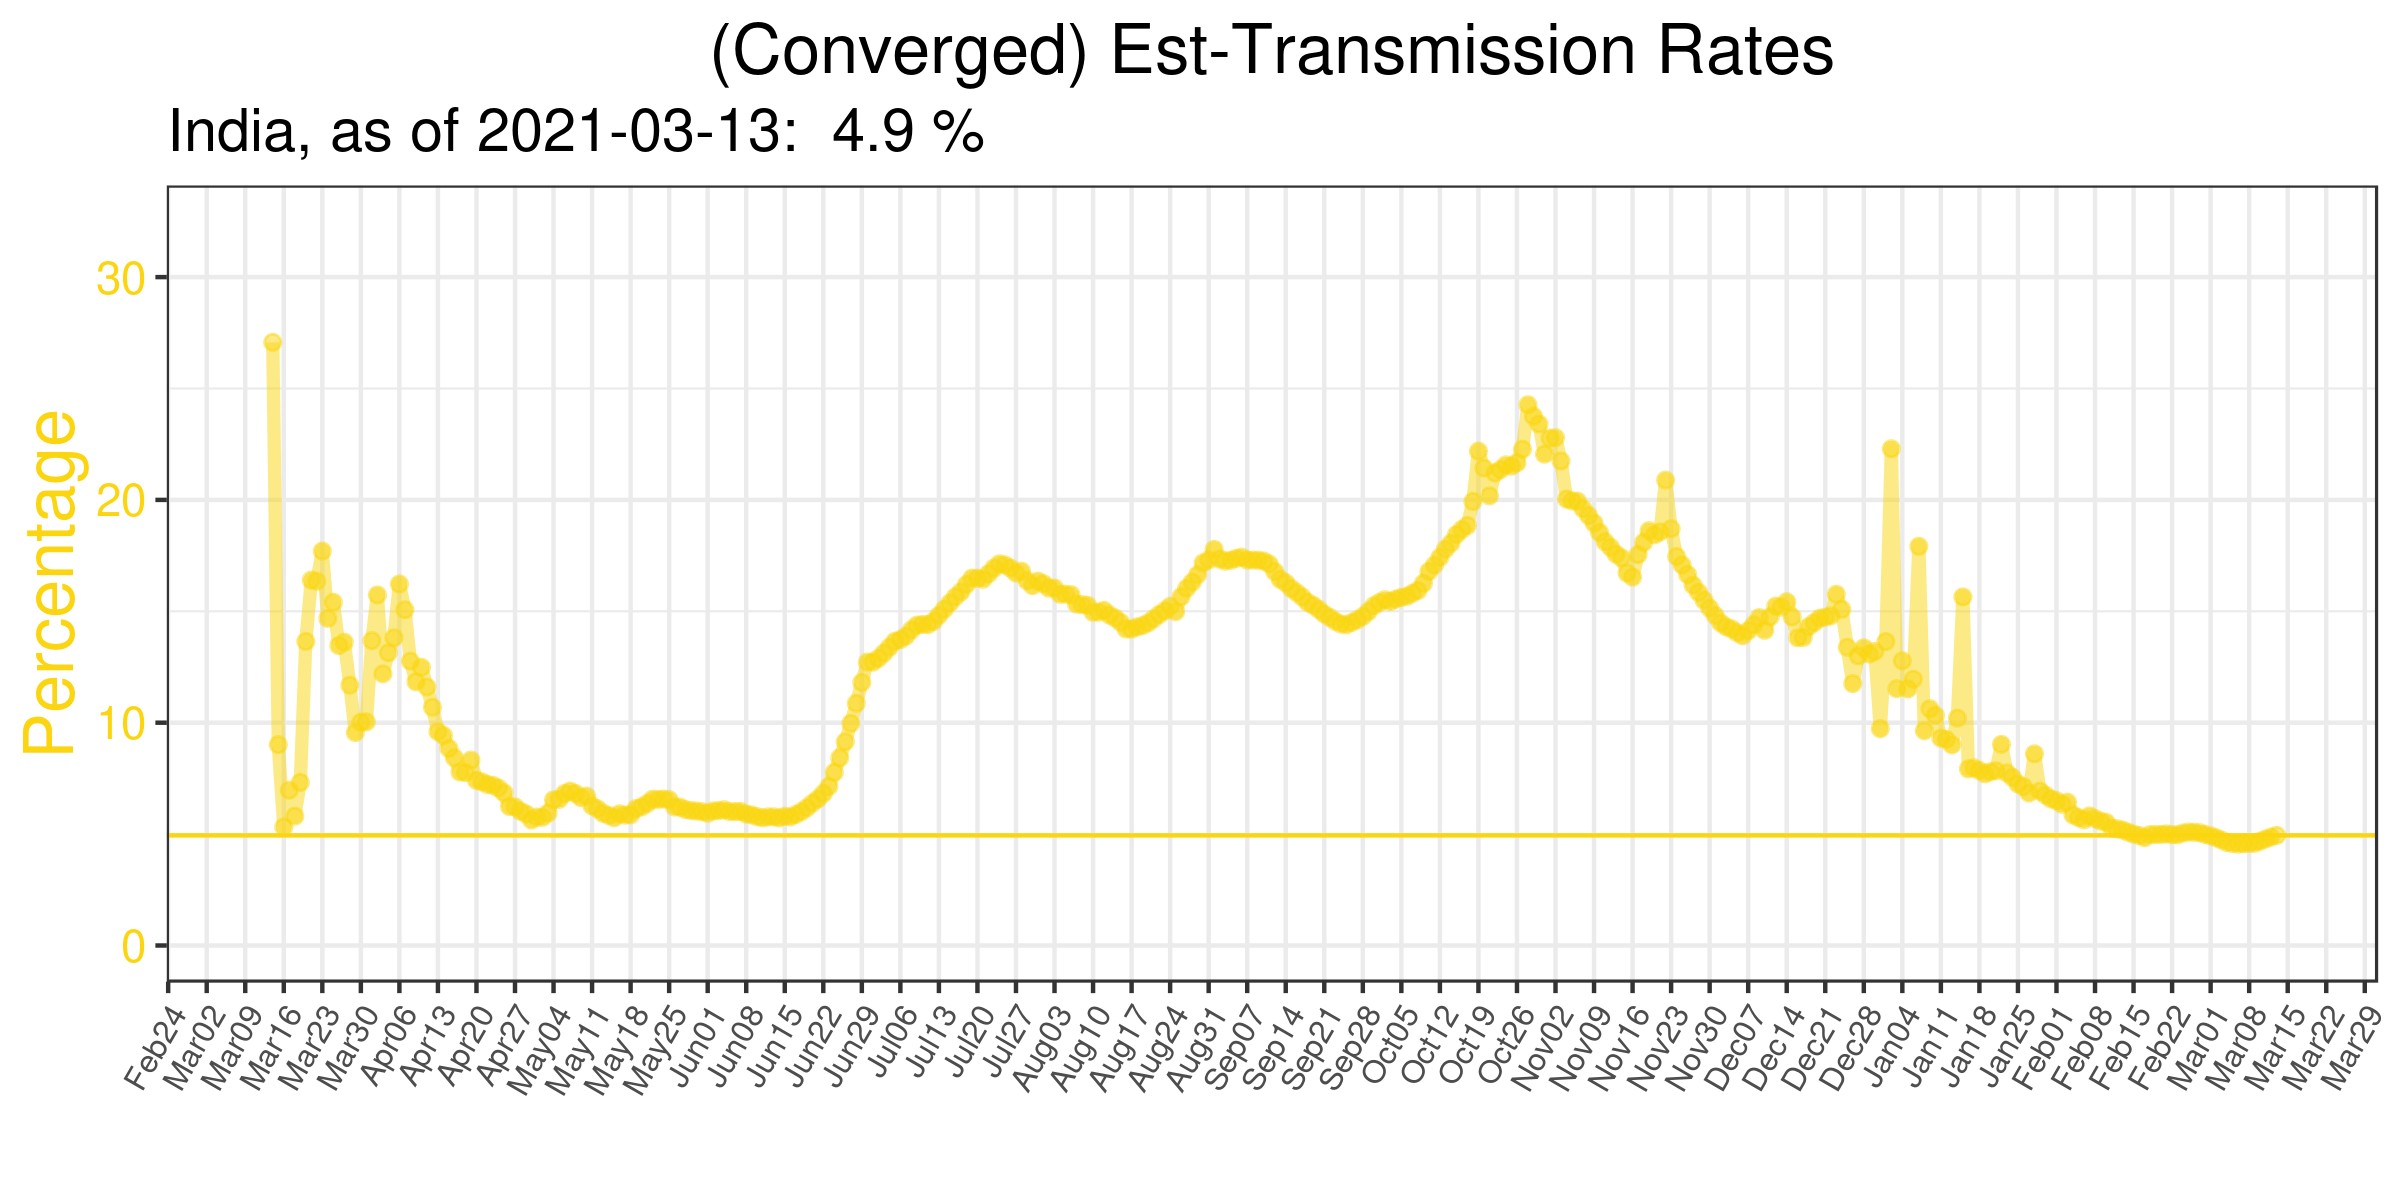 (Converged) Est-Transmission Rates
India, as of 2021-03-13:  4.9 %
Percentage
30
20
10
0
Feb24
Mar02
Mar09
Mar16
Mar23
Mar30
Apr06
Apr13
Apr20
Apr27
May04
May11
May18
May25
Jun01
Jun08
Jun15
Jun22
Jun29
Jul06
Jul13
Jul20
Jul27
Aug03
Aug10
Aug17
Aug24
Aug31
Sep07
Sep14
Sep21
Sep28
Oct05
Oct12
Oct19
Oct26
Nov02
Nov09
Nov16
Nov23
Nov30
Dec07
Dec14
Dec21
Dec28
Jan04
Jan11
Jan18
Jan25
Feb01
Feb08
Feb15
Feb22
Mar01
Mar08
Mar15
Mar22
Mar29